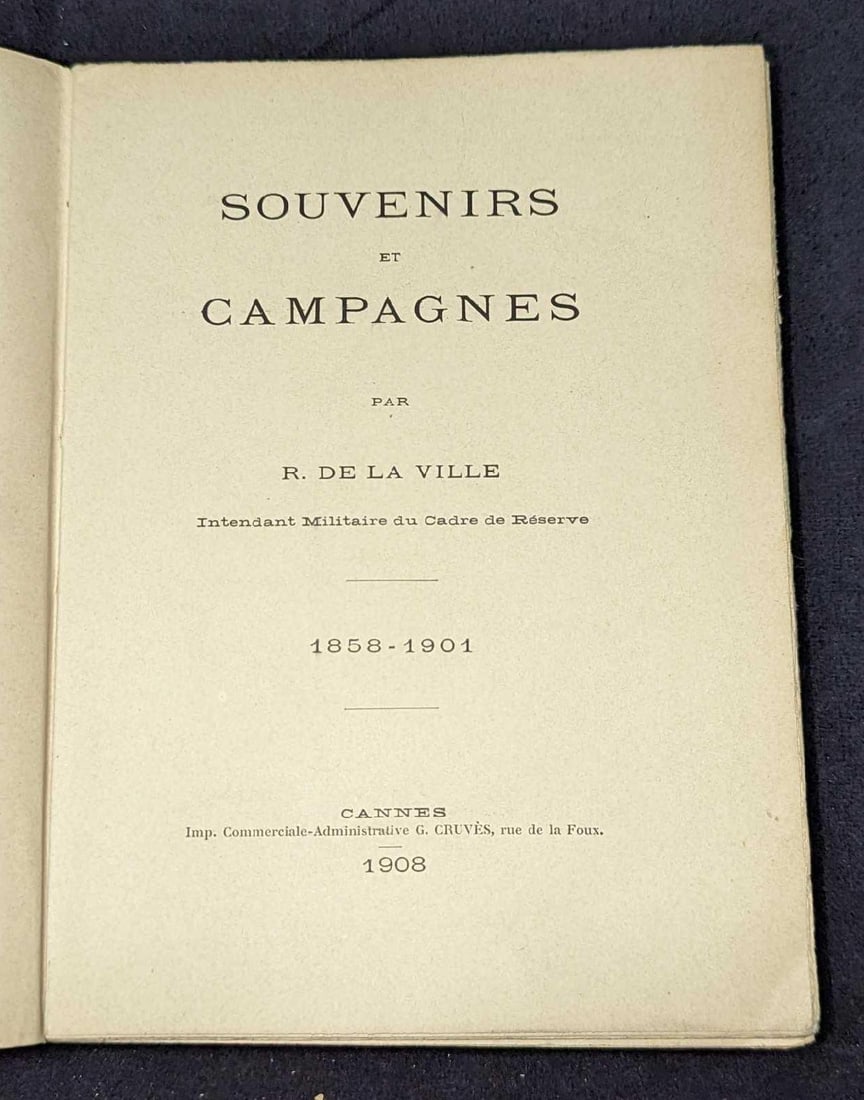 SOUVENIRS
ET
CAMPAGNES
PAR
R. DE LA VILLE
Intendant Militaire du Cadre de Réserve
1858-1901
CANNES
Imp. Commerciale-Administrative G. CRUVÈS, rue de la Foux.
1908